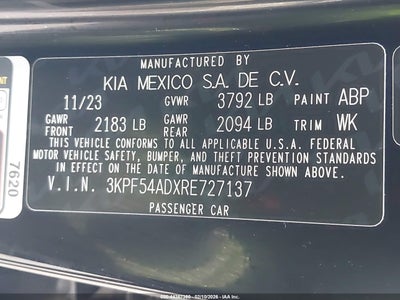 MANUFACTURED BY
KIA MEXICO S.A. DE C.V.
11/23 GVWR 3792 LB PAINT ABP
GAWR FRONT 2183 LB GAWR REAR 2094 LB TRIM WK
THIS VEHICLE CONFORMS TO ALL APPLICABLE U.S.A. FEDERAL
MOTOR VEHICLE SAFETY, BUMPER, AND THEFT PREVENTION STANDARDS
IN EFFECT ON THE DATE OF MANUFACTURE SHOWN ABOVE.
V.I.N. 3KPF54ADXRE727137
PASSENGER CAR
7620